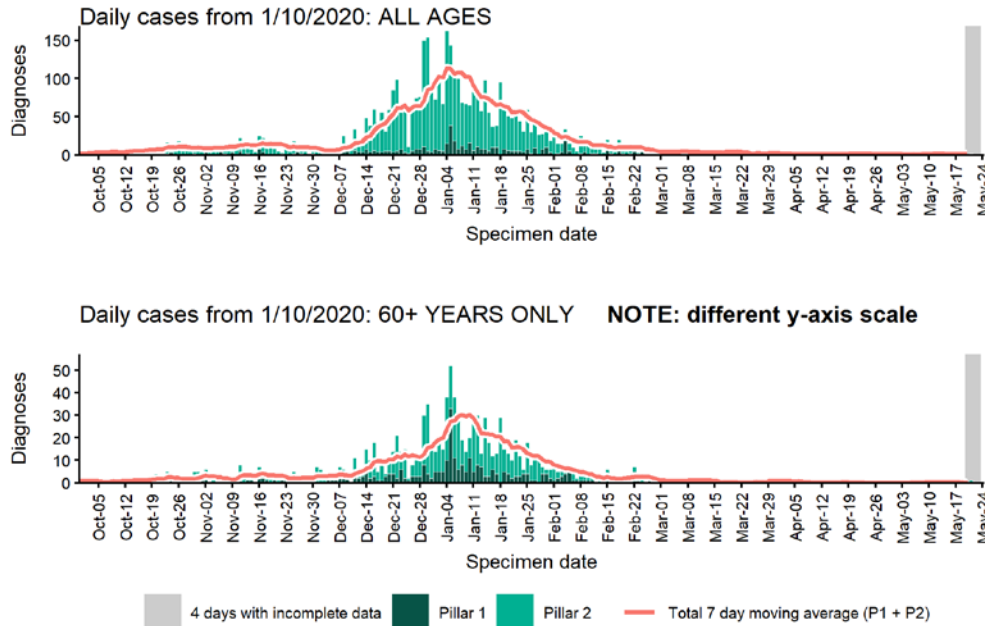 Daily cases from 1/10/2020: ALL AGES
Diagnoses
150
100
50
0
Oct-05 Oct-12 Oct-19 Oct-26 Nov-02 Nov-09 Nov-16 Nov-23 Nov-30 Dec-07 Dec-14 Dec-21 Dec-28 Jan-04 Jan-11 Jan-18 Jan-25 Feb-01 Feb-08 Feb-15 Feb-22 Mar-01 Mar-08 Mar-15 Mar-22 Mar-29 Apr-05 Apr-12 Apr-19 Apr-26 May-03 May-10 May-17 May-24
Specimen date
Daily cases from 1/10/2020: 60+ YEARS ONLY NOTE: different y-axis scale
Diagnoses
50
40
30
20
10
0
Oct-05 Oct-12 Oct-19 Oct-26 Nov-02 Nov-09 Nov-16 Nov-23 Nov-30 Dec-07 Dec-14 Dec-21 Dec-28 Jan-04 Jan-11 Jan-18 Jan-25 Feb-01 Feb-08 Feb-15 Feb-22 Mar-01 Mar-08 Mar-15 Mar-22 Mar-29 Apr-05 Apr-12 Apr-19 Apr-26 May-03 May-10 May-17 May-24
Specimen date
4 days with incomplete data Pillar 1 Pillar 2 Total 7 day moving average (P1 + P2)